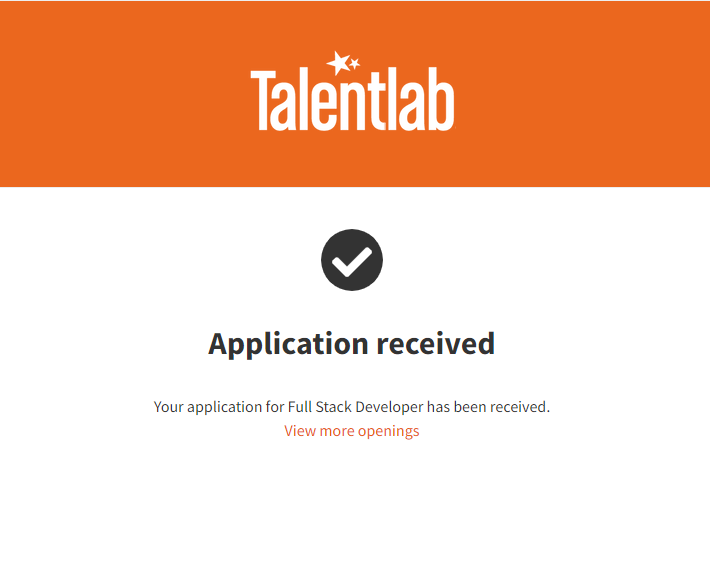 Talentlab
Application received
Your application for Full Stack Developer has been received.
View more openings